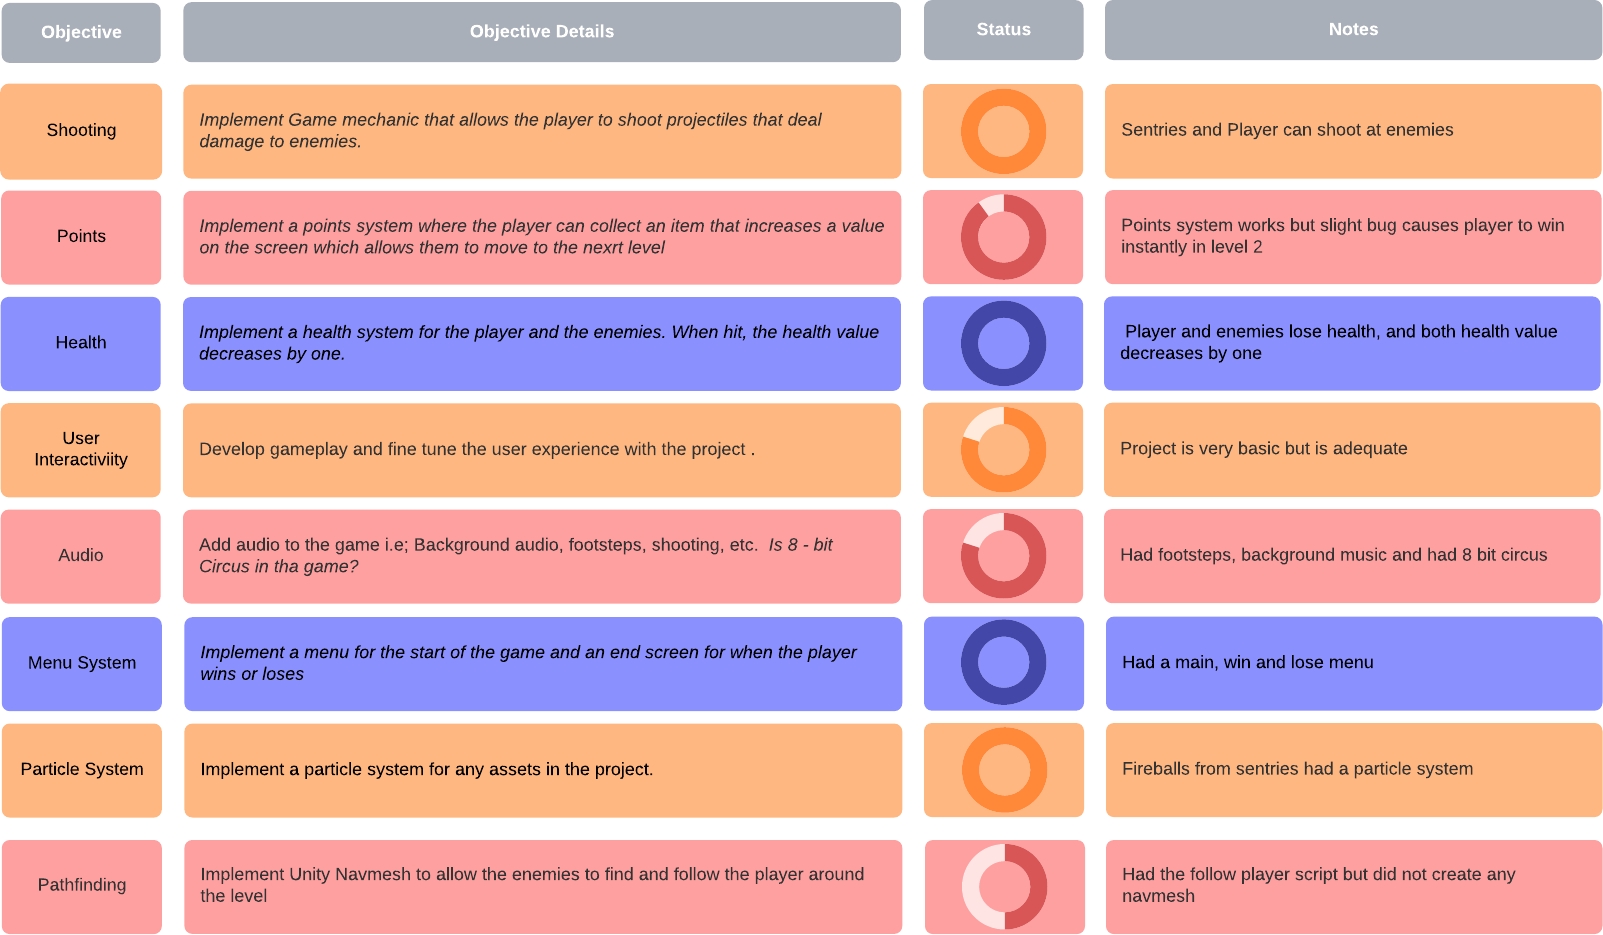 Objective
Objective Details
Status
Notes
Shooting
Implement Game mechanic that allows the player to shoot projectiles that deal
damage to enemies.
Sentries and Player can shoot at enemies
Points
Implement a points system where the player can collect an item that increases a value
on the screen which allows them to move to the nexrt level
Points system works but slight bug causes player to win
instantly in level 2
Health
Implement a health system for the player and the enemies. When hit, the health value
decreases by one.
Player and enemies lose health, and both health value
decreases by one
User
Interactiviity
Develop gameplay and fine tune the user experience with the project .
Project is very basic but is adequate
Audio
Add audio to the game i.e; Background audio, footsteps, shooting, etc.  Is 8 - bit
Circus in tha game?
Had footsteps, background music and had 8 bit circus
Menu System
Implement a menu for the start of the game and an end screen for when the player
wins or loses
Had a main, win and lose menu
Particle System
Implement a particle system for any assets in the project.
Fireballs from sentries had a particle system
Pathfinding
Implement Unity Navmesh to allow the enemies to find and follow the player around
the level
Had the follow player script but did not create any
navmesh